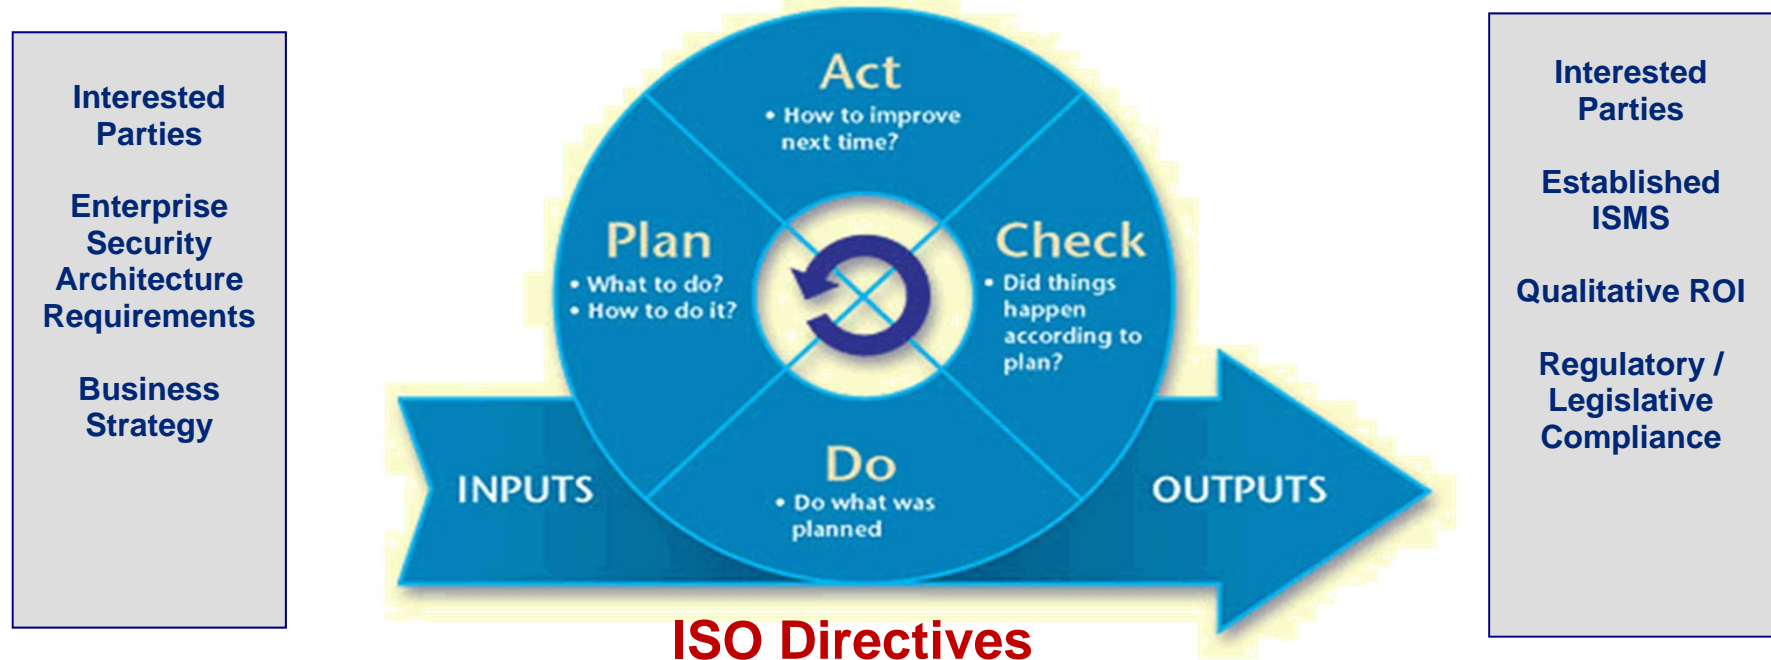 Interested
Parties
Enterprise
Security
Architecture
Requirements
Business
Strategy
Act
• How to improve
next time?
Plan
• What to do?
• How to do it?
Check
• Did things
happen
according to
plan?
Do
• Do what was
planned
INPUTS
OUTPUTS
ISO Directives
Interested
Parties
Established
ISMS
Qualitative ROI
Regulatory /
Legislative
Compliance